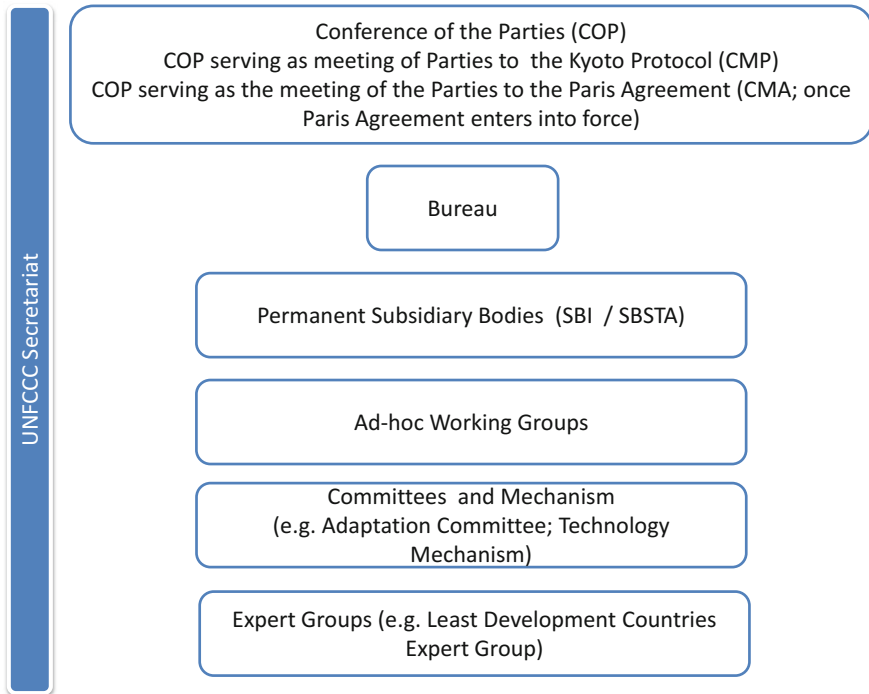 UNFCCC Secretariat
Conference of the Parties (COP)
COP serving as meeting of Parties to the Kyoto Protocol (CMP)
COP serving as the meeting of the Parties to the Paris Agreement (CMA; once
Paris Agreement enters into force)
Bureau
Permanent Subsidiary Bodies (SBI / SBSTA)
Ad-hoc Working Groups
Committees and Mechanism
(e.g. Adaptation Committee; Technology
Mechanism)
Expert Groups (e.g. Least Development Countries
Expert Group)